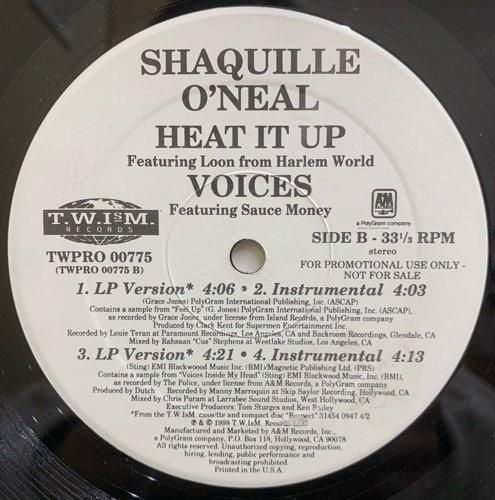 SHAQUILLE
O'NEAL
HEAT IT UP
Featuring Loon from Harlem World
VOICES
Featuring Sauce Money
T.W.IsM.
RECORDS
TWPRO 00775
(TWPRO 00775 B)
A&M
RECORDS
a PolyGram company
SIDE B - 33 1/3 RPM
stereo
FOR PROMOTIONAL USE ONLY -
NOT FOR SALE
1. LP Version* 4:06 • 2. Instrumental 4:03
(Grace Jones) PolyGram International Publishing, Inc. (ASCAP)
Contains a sample from "Feel Up" (G. Jones) PolyGram International Publishing, Inc. (ASCAP),
as recorded by Grace Jones, under license from Island Records, a PolyGram company
Produced by Clark Kent for Supermen Entertainment Inc.
Recorded by Louie Teran at Paramount Recordings, Los Angeles, CA and Backroom Recordings, Glendale, CA
Mixed by Rahsaan "Cus" Stephens at Westlake Studios, Los Angeles, CA
3. LP Version* 4:21 • 4. Instrumental 4:13
(Sting) EMI Blackwood Music Inc. (BMI)/Magnetic Publishing Ltd. (PRS)
Contains a sample from "Voices Inside My Head" (Sting) EMI Blackwood Music, Inc. (BMI),
as recorded by The Police, under license from A&M Records, a PolyGram company
Produced by Dutch Recorded by Manny Marroquin at Skip Saylor Recording, Hollywood, CA
Mixed by Chris Puram at Larrabee Sound Studios, West Hollywood, CA
Executive Producers: Tom Sturges and Ken Bailey
*From the T.W.IsM. cassette and compact disc "Respect" 31454 0947 4/2
℗ & © 1998 T.W.IsM. Records LLC
Manufactured and Marketed by A&M Records, Inc.,
a PolyGram company, P.O. Box 118, Hollywood, CA 90078.
All rights reserved. Unauthorized copying, reproduction,
hiring, lending, public performance and
broadcasting prohibited.
Printed in the U.S.A.